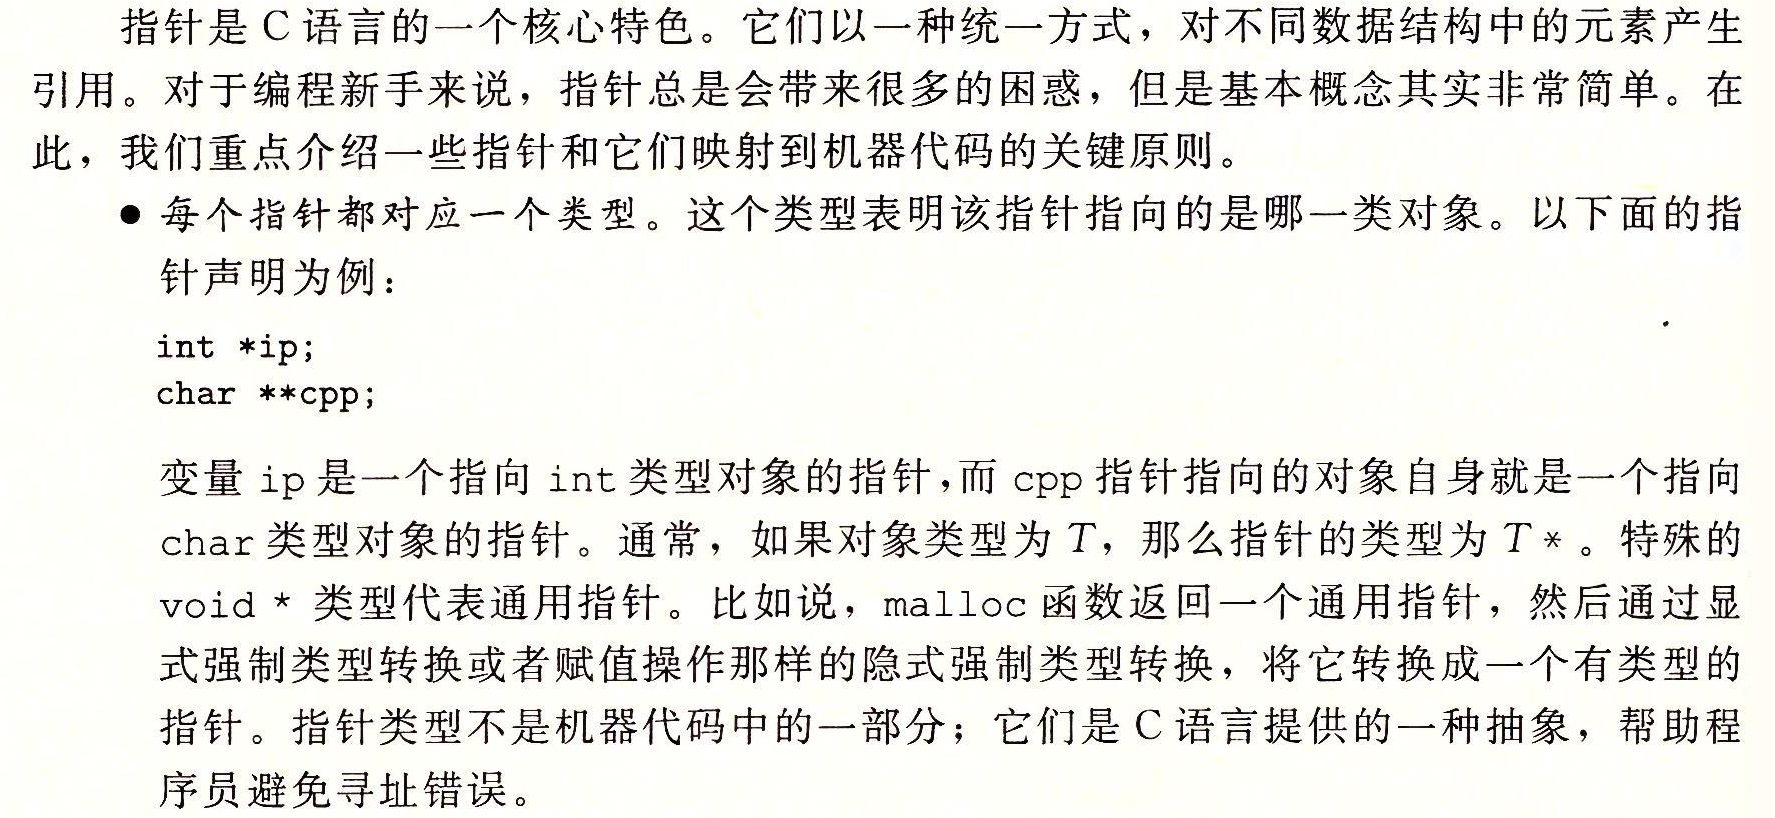 指针是 C 语言的一个核心特色。它们以一种统一方式，对不同数据结构中的元素产生
引用。对于编程新手来说，指针总是会带来很多的困惑，但是基本概念其实非常简单。在
此，我们重点介绍一些指针和它们映射到机器代码的关键原则。
● 每个指针都对应一个类型。这个类型表明该指针指向的是哪一类对象。以下面的指
针声明为例：
int *ip;
char **cpp;
变量 ip 是一个指向 int 类型对象的指针，而 cpp 指针指向的对象自身就是一个指向
char 类型对象的指针。通常，如果对象类型为 T，那么指针的类型为 T *。特殊的
void * 类型代表通用指针。比如说，malloc 函数返回一个通用指针，然后通过显
式强制类型转换或者赋值操作那样的隐式强制类型转换，将它转换成一个有类型的
指针。指针类型不是机器代码中的一部分；它们是 C 语言提供的一种抽象，帮助程
序员避免寻址错误。